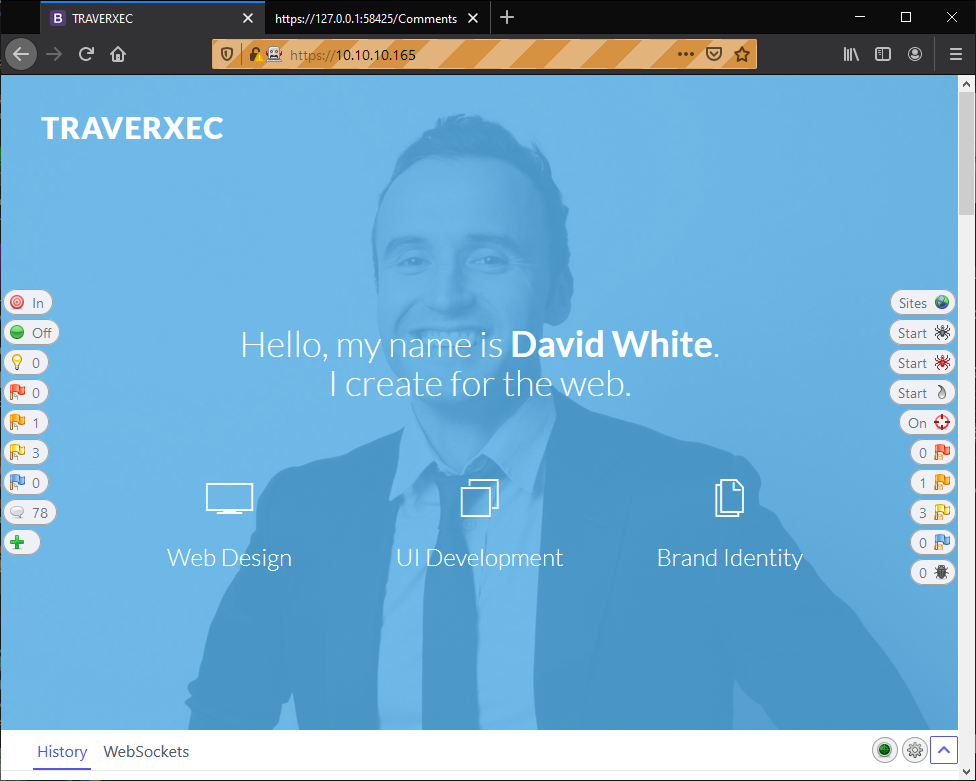 TRAVERXEC
https://127.0.0.1:58425/Comments
https://10.10.10.165
TRAVERXEC
In
Off
0
0
1
3
0
78
Sites
Start
Start
Start
On
0
1
3
0
0
Hello, my name is David White.
I create for the web.
Web Design
UI Development
Brand Identity
History
WebSockets